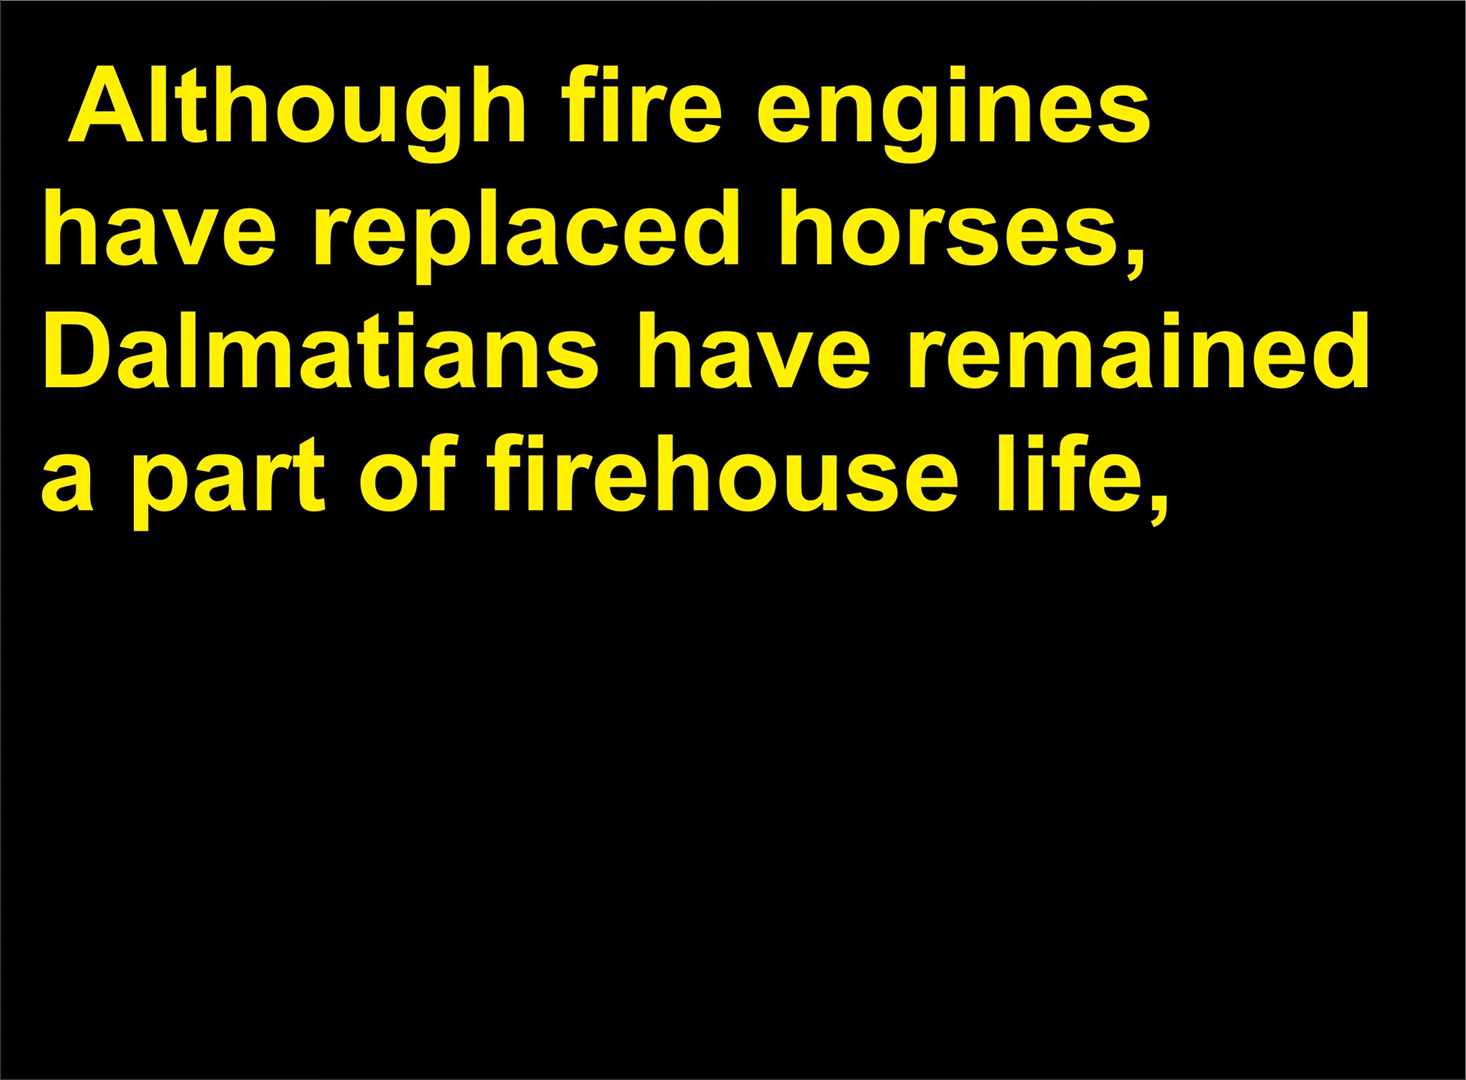 Although fire engines
have replaced horses,
Dalmatians have remained
a part of firehouse life,